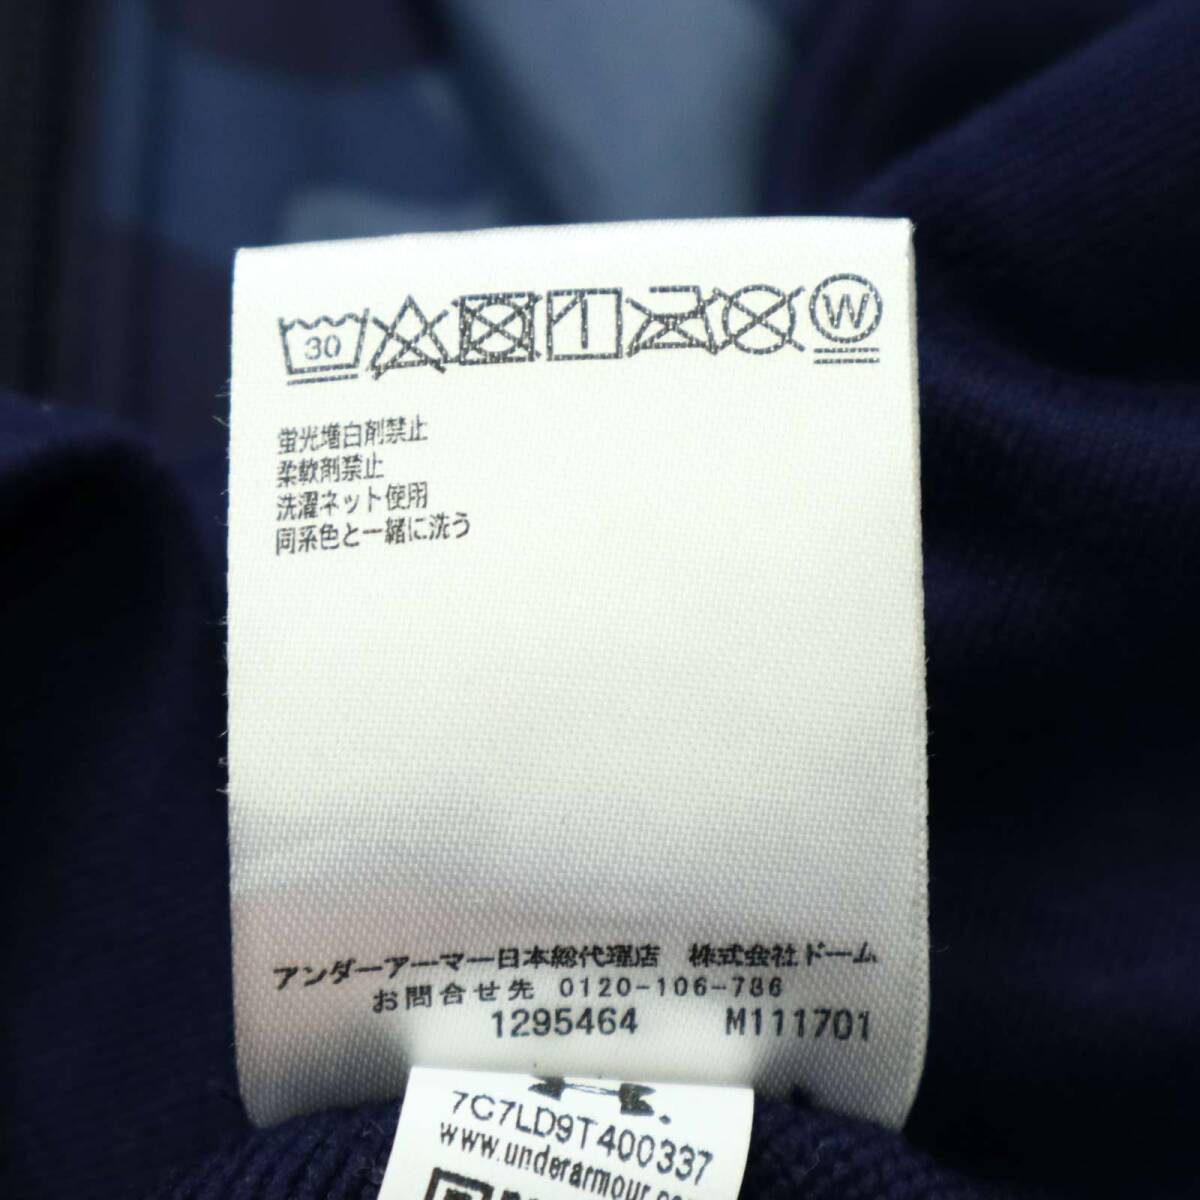 30 W
蛍光増白剤禁止
柔軟剤禁止
洗濯ネット使用
同系色と一緒に洗う
アンダーアーマー日本総代理店 株式会社ドーム
お問合せ先 0120-106-786
1295464 M111701
7C7LD9T400337
www.underarmour.co